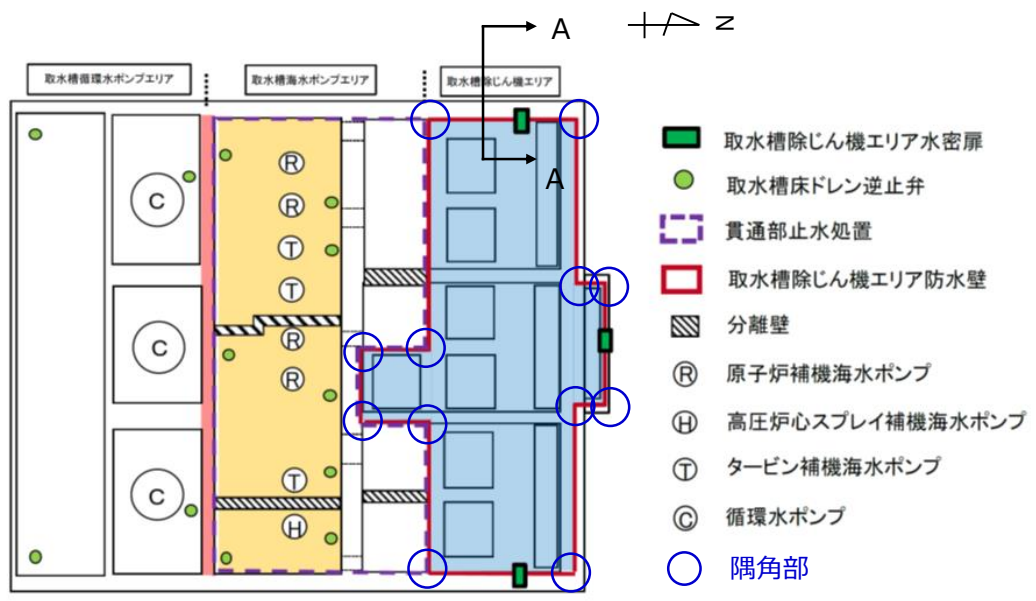 A
N
取水槽循環水ポンプエリア
取水槽海水ポンプエリア
取水槽除じん機エリア
A
C
C
C
R
R
T
T
R
R
T
H
取水槽除じん機エリア水密扉
取水槽床ドレン逆止弁
貫通部止水処置
取水槽除じん機エリア防水壁
分離壁
R 原子炉補機海水ポンプ
H 高圧炉心スプレイ補機海水ポンプ
T タービン補機海水ポンプ
C 循環水ポンプ
隅角部